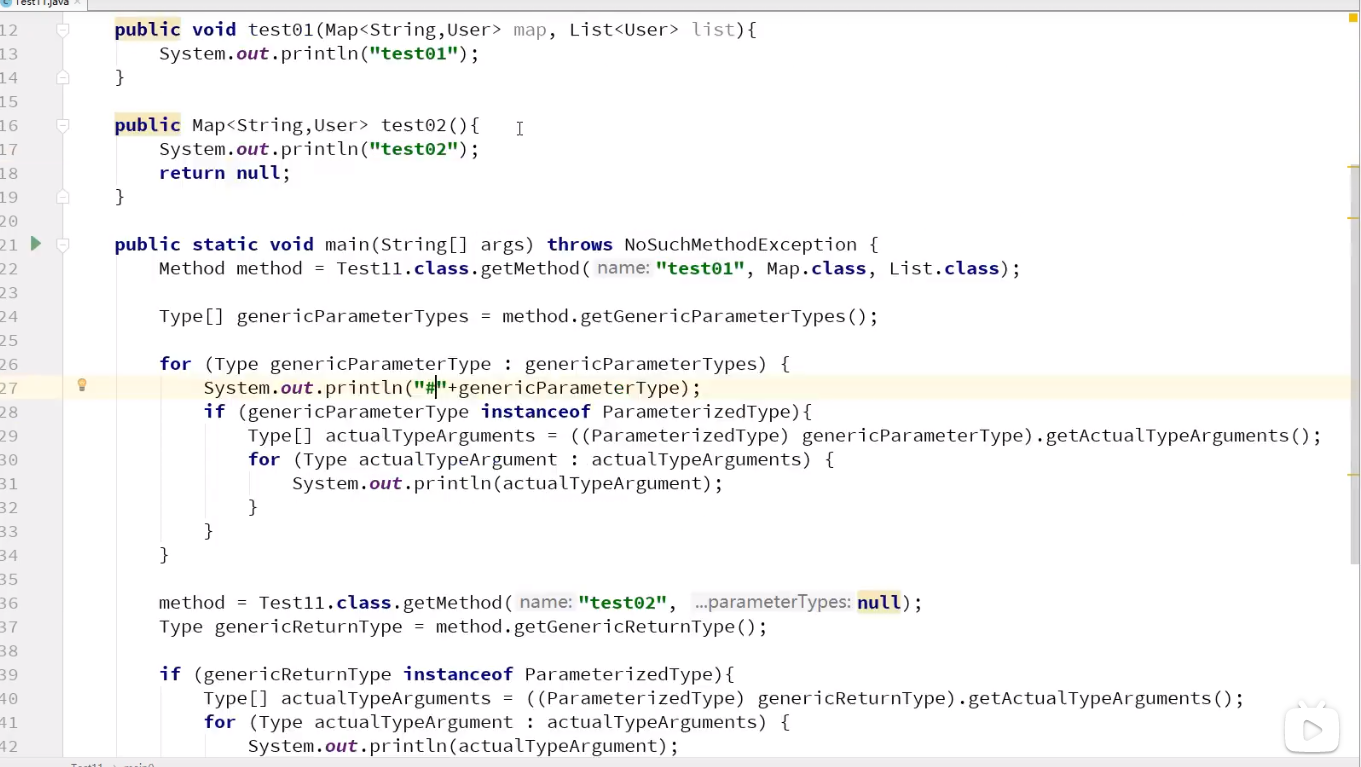 Test11.java
12 public void test01(Map<String,User> map, List<User> list){
13 System.out.println("test01");
14 }
15
16 public Map<String,User> test02(){
17 System.out.println("test02");
18 return null;
19 }
20
21 public static void main(String[] args) throws NoSuchMethodException {
22 Method method = Test11.class.getMethod( name: "test01", Map.class, List.class);
23
24 Type[] genericParameterTypes = method.getGenericParameterTypes();
25
26 for (Type genericParameterType : genericParameterTypes) {
27 System.out.println("#"+genericParameterType);
28 if (genericParameterType instanceof ParameterizedType){
29 Type[] actualTypeArguments = ((ParameterizedType) genericParameterType).getActualTypeArguments();
30 for (Type actualTypeArgument : actualTypeArguments) {
31 System.out.println(actualTypeArgument);
32 }
33 }
34 }
35
36 method = Test11.class.getMethod( name: "test02", ...parameterTypes: null);
37 Type genericReturnType = method.getGenericReturnType();
38
39 if (genericReturnType instanceof ParameterizedType){
40 Type[] actualTypeArguments = ((ParameterizedType) genericReturnType).getActualTypeArguments();
41 for (Type actualTypeArgument : actualTypeArguments) {
42 System.out.println(actualTypeArgument);